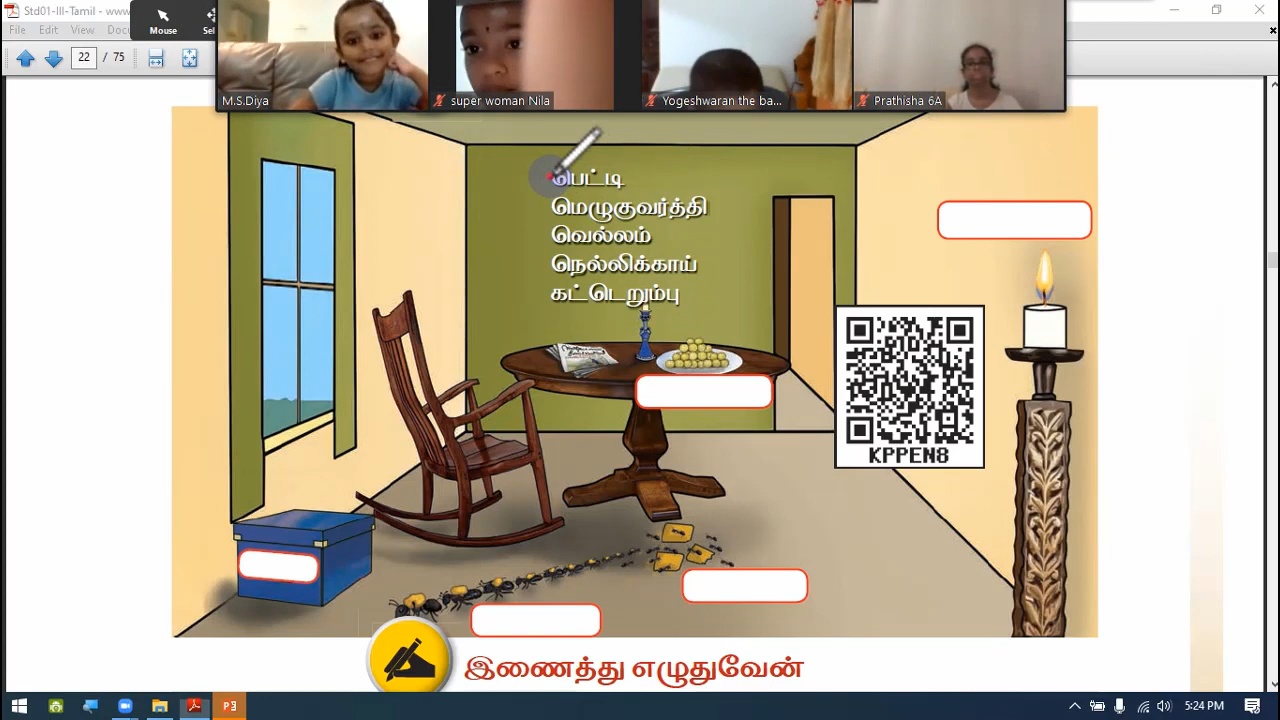 Std01-III-Tamil - www
File Edit View Docu
Mouse
Sel
22 / 75
M.S.Diya
super woman Nila
Yogeshwaran the ba...
Prathisha 6A
பெட்டி
மெழுகுவர்த்தி
வெல்லம்
நெல்லிக்காய்
கட்டெறும்பு
KPPEN8
இணைத்து எழுதுவேன்
5:24 PM